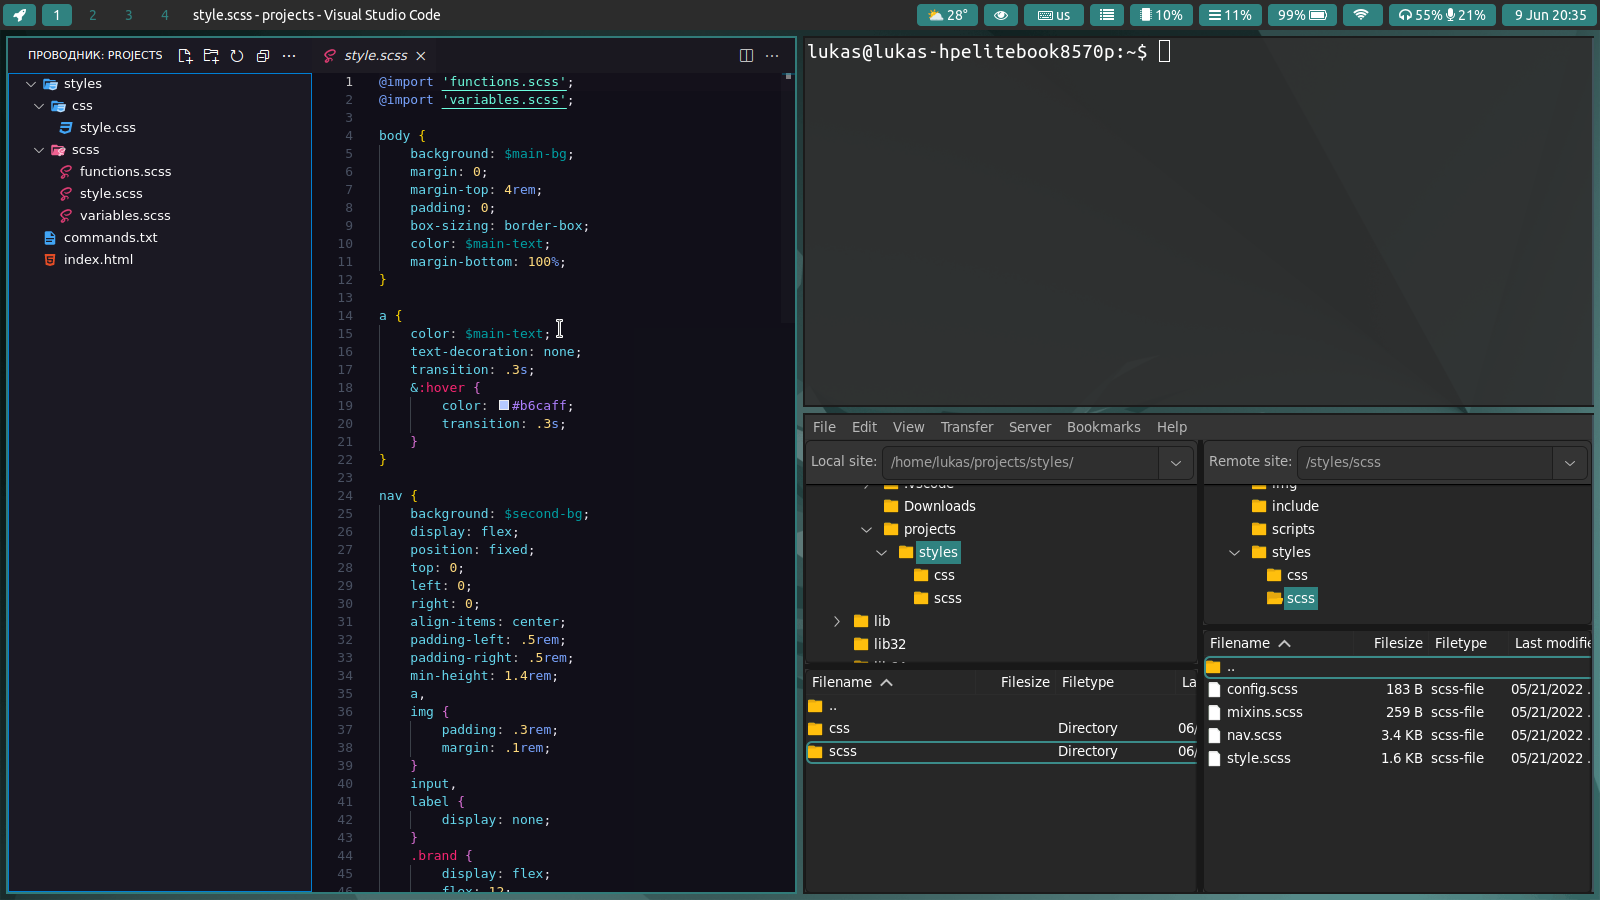 1 2 3 4 style.scss - projects - Visual Studio Code 28° us 10% 11% 99% 55% 21% 9 Jun 20:35
ПРОВОДНИК: PROJECTS
styles
css
style.css
scss
functions.scss
style.scss
variables.scss
commands.txt
index.html
style.scss
1 @import 'functions.scss';
2 @import 'variables.scss';
3
4 body {
5 background: $main-bg;
6 margin: 0;
7 margin-top: 4rem;
8 padding: 0;
9 box-sizing: border-box;
10 color: $main-text;
11 margin-bottom: 100%;
12 }
13
14 a {
15 color: $main-text;
16 text-decoration: none;
17 transition: .3s;
18 &:hover {
19 color: #b6caff;
20 transition: .3s;
21 }
22 }
23
24 nav {
25 background: $second-bg;
26 display: flex;
27 position: fixed;
28 top: 0;
29 left: 0;
30 right: 0;
31 align-items: center;
32 padding-left: .5rem;
33 padding-right: .5rem;
34 min-height: 1.4rem;
35 a,
36 img {
37 padding: .3rem;
38 margin: .1rem;
39 }
40 input,
41 label {
42 display: none;
43 }
44 .brand {
45 display: flex;
46 flex: 12;
lukas@lukas-hpelitebook8570p:~$
File Edit View Transfer Server Bookmarks Help
Local site: /home/lukas/projects/styles/
.vscode
Downloads
projects
styles
css
scss
lib
lib32
Filename Filesize Filetype La
..
css Directory 06/
scss Directory 06/
Remote site: /styles/scss
img
include
scripts
styles
css
scss
Filename Filesize Filetype Last modifie
..
config.scss 183 B scss-file 05/21/2022 .
mixins.scss 259 B scss-file 05/21/2022 .
nav.scss 3.4 KB scss-file 05/21/2022 .
style.scss 1.6 KB scss-file 05/21/2022 .